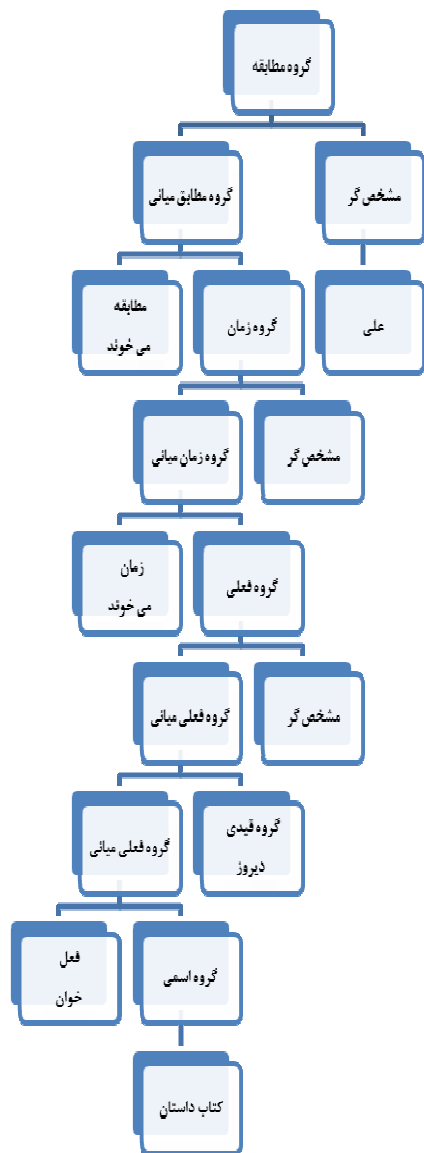 گروه مطابقه
مشخص گر
گروه مطابق میانی
علی
گروه زمان
مطابقه
می خوند
مشخص گر
گروه زمان میانی
گروه فعلی
زمان
می خوند
مشخص گر
گروه فعلی میانی
گروه قیدی
دیروز
گروه فعلی میانی
گروه اسمی
فعل
خوان
کتاب داستان